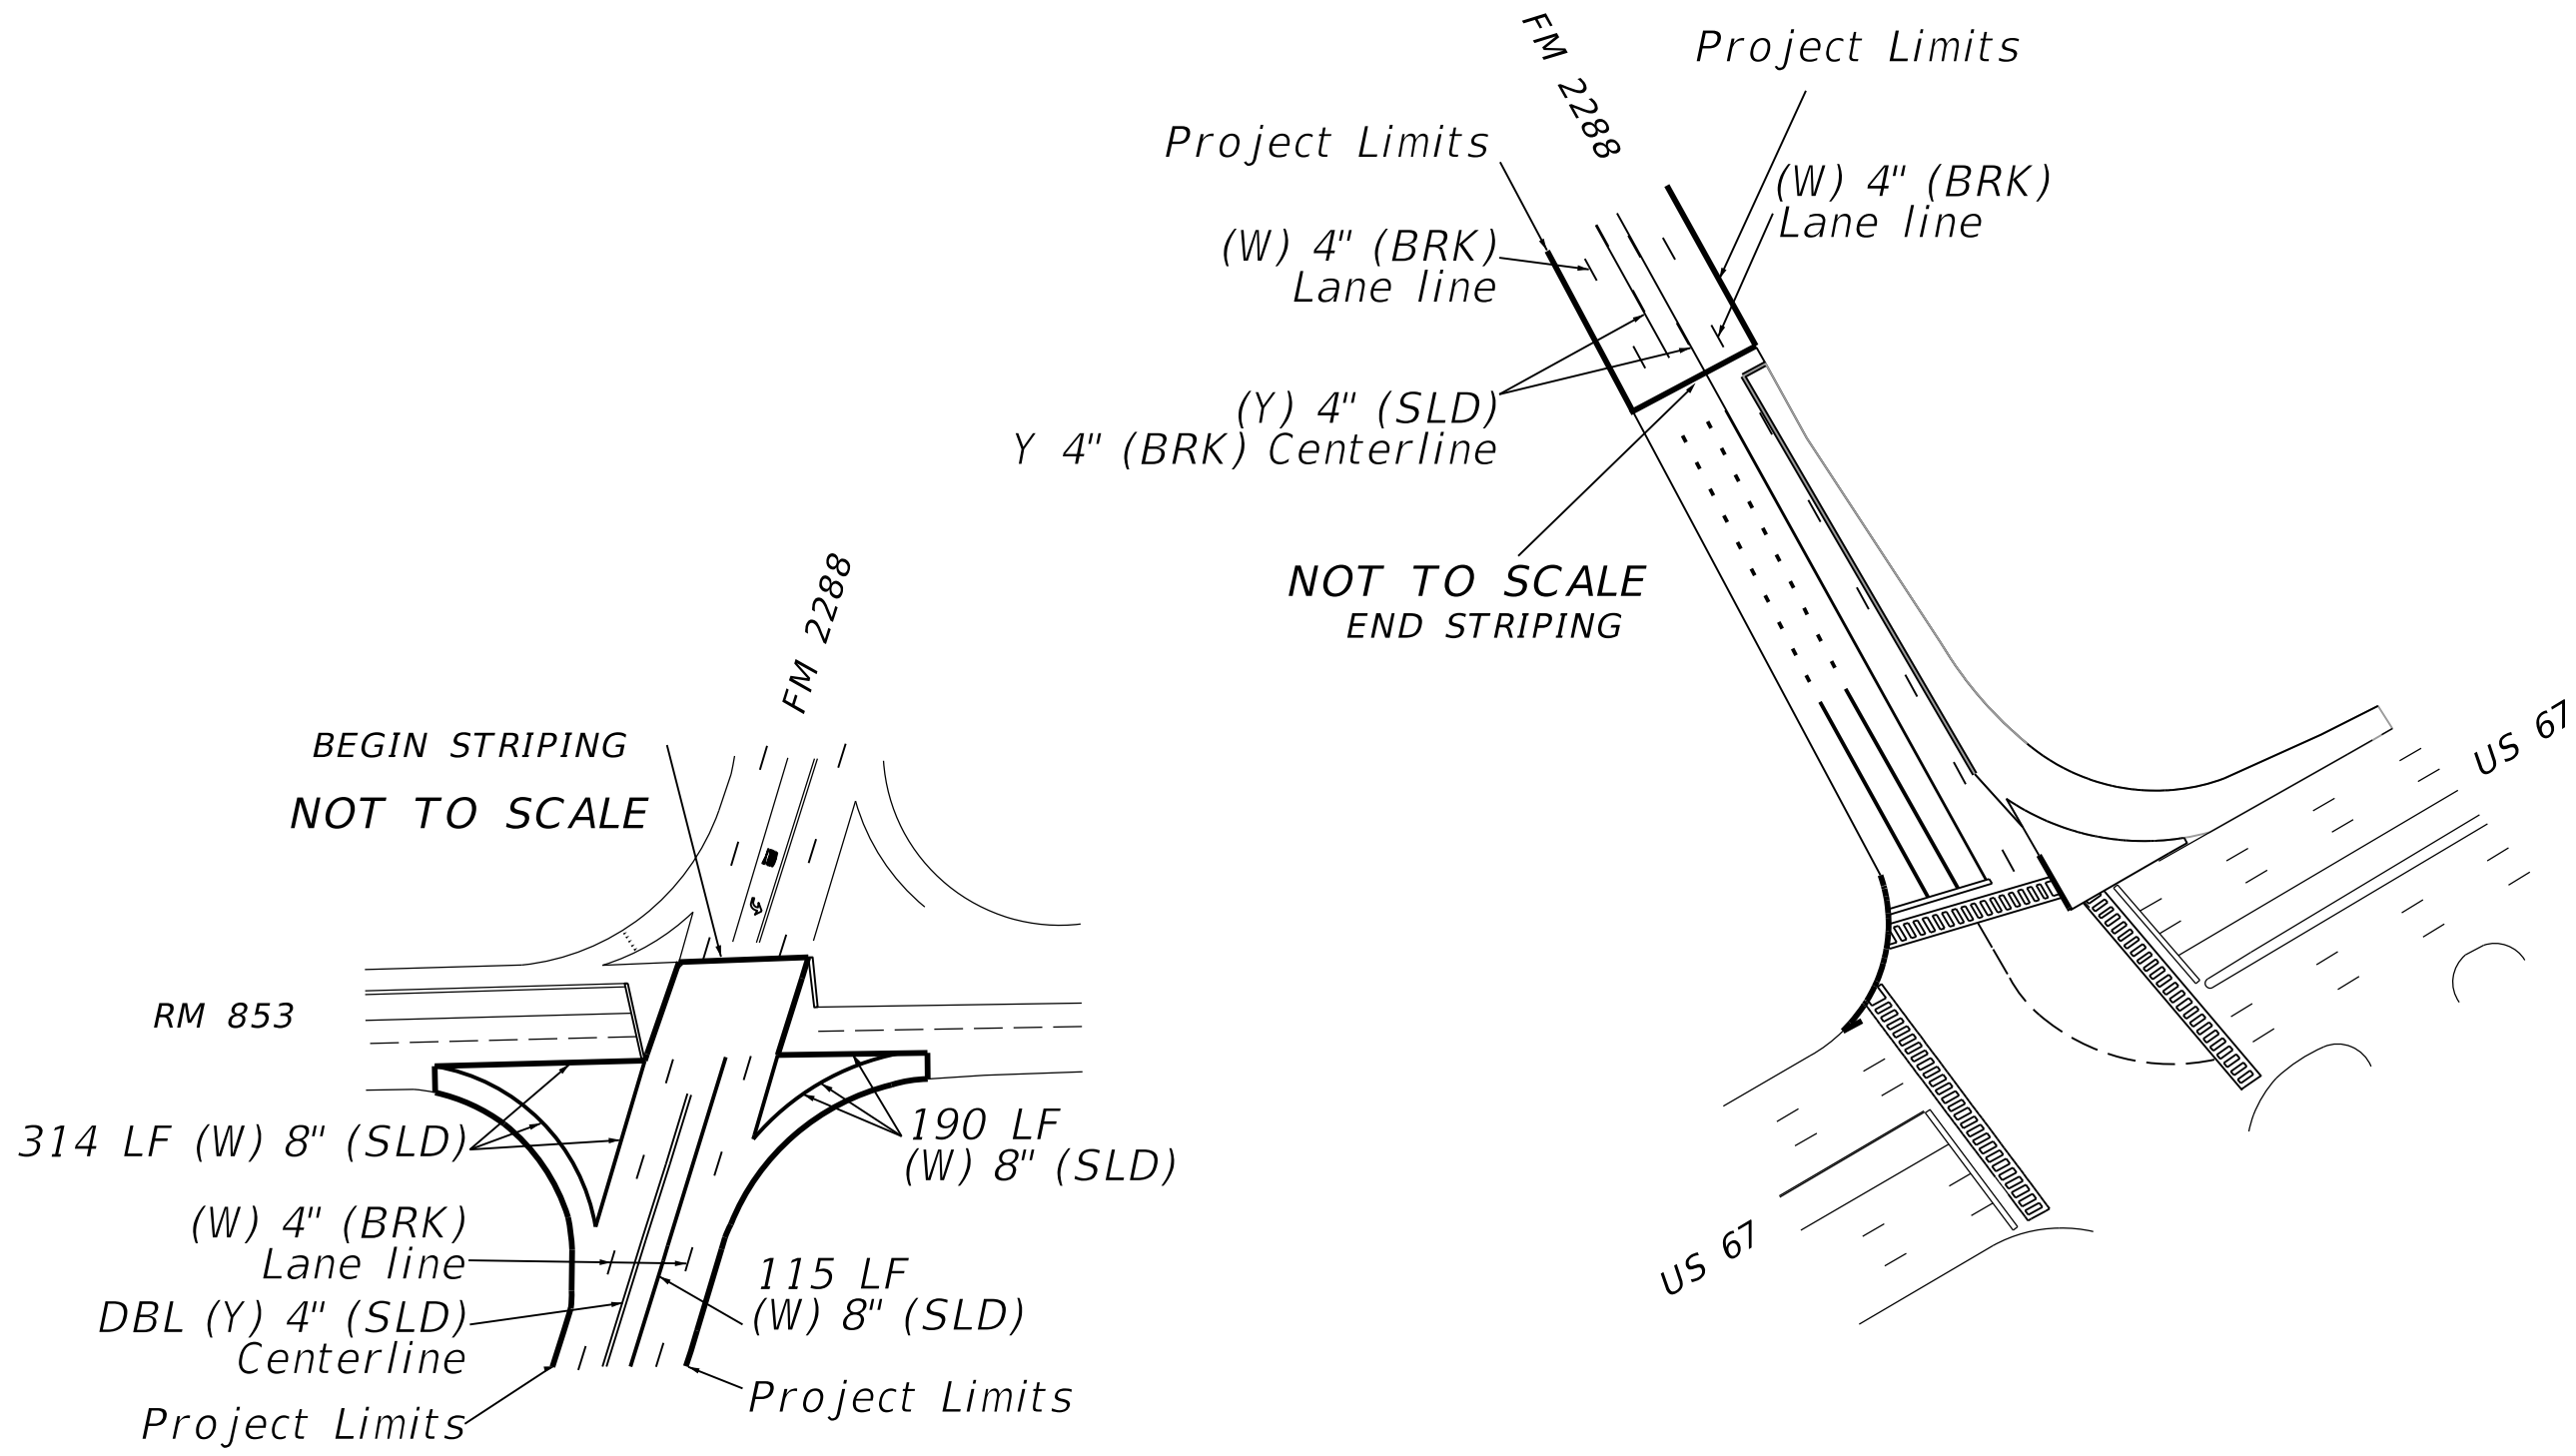 FM 2288
Project Limits
Project Limits
(W) 4" (BRK)
Lane line
(W) 4" (BRK)
Lane line
(Y) 4" (SLD)
Y 4" (BRK) Centerline
NOT TO SCALE
END STRIPING
US 67
US 67
FM 2288
BEGIN STRIPING
NOT TO SCALE
RM 853
314 LF (W) 8" (SLD)
190 LF
(W) 8" (SLD)
(W) 4" (BRK)
Lane line
115 LF
(W) 8" (SLD)
DBL (Y) 4" (SLD)
Centerline
Project Limits
Project Limits